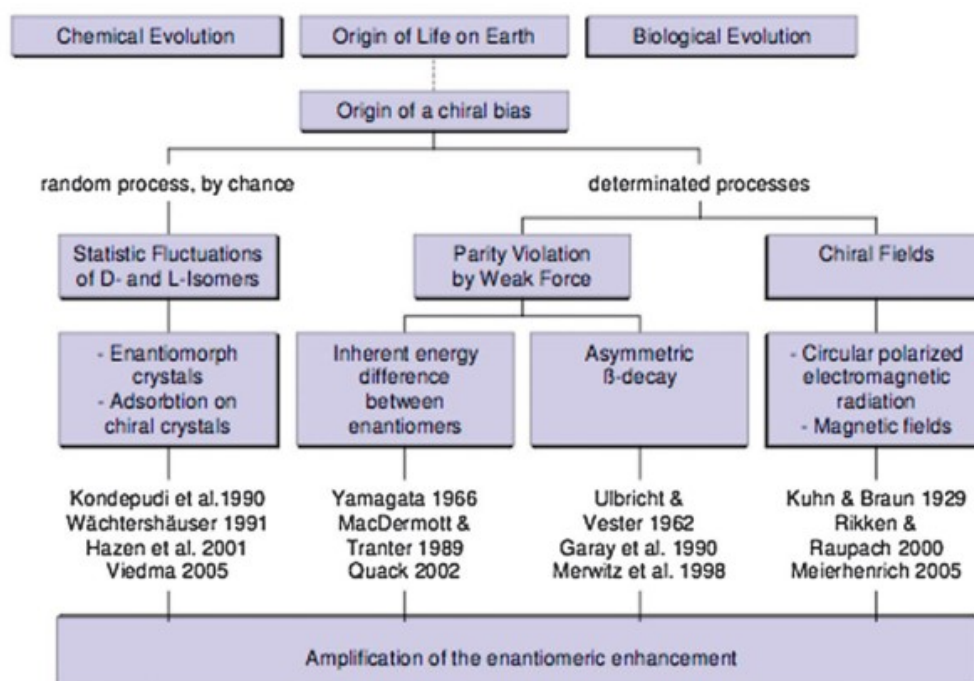 Chemical Evolution
Origin of Life on Earth
Biological Evolution
Origin of a chiral bias
random process, by chance
determinated processes
Statistic Fluctuations
of D- and L-Isomers
Parity Violation
by Weak Force
Chiral Fields
- Enantiomorph
crystals
- Adsorbtion on
chiral crystals
Inherent energy
difference
between
enantiomers
Asymmetric
ß-decay
- Circular polarized
electromagnetic
radiation
- Magnetic fields
Kondepudi et al.1990
Wächtershäuser 1991
Hazen et al. 2001
Viedma 2005
Yamagata 1966
MacDermott &
Tranter 1989
Quack 2002
Ulbricht &
Vester 1962
Garay et al. 1990
Merwitz et al. 1998
Kuhn & Braun 1929
Rikken &
Raupach 2000
Meierhenrich 2005
Amplification of the enantiomeric enhancement